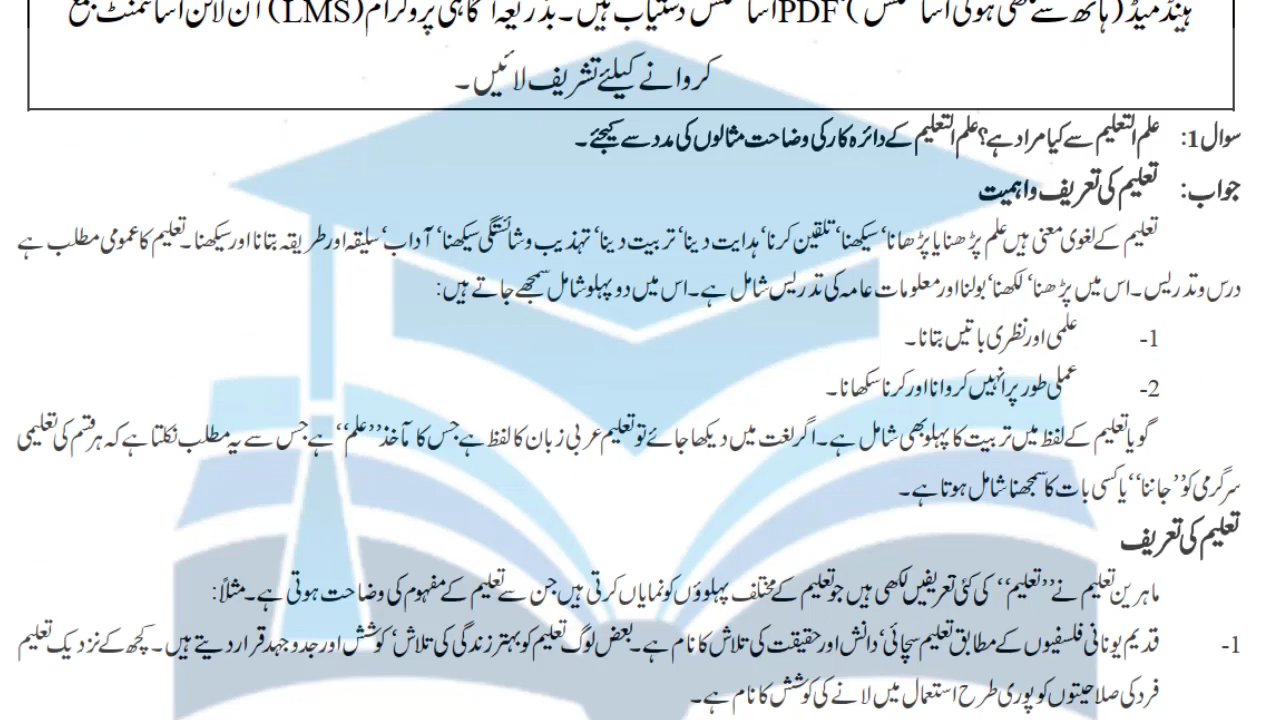 ہینڈمیڈ (ہاتھ سے لکھی ہوئی اسائنمنٹس) PDF اسائنمنٹس دستیاب ہیں۔ بذریعہ آگاہی پروگرام (LMS) آن لائن اسائنمنٹ جمع
کروانے کیلئے تشریف لائیں۔
سوال 1: علم التعلیم سے کیا مراد ہے؟ علم التعلیم کے دائرہ کار کی وضاحت مثالوں کی مدد سے کیجئے۔
جواب: تعلیم کی تعریف و اہمیت
تعلیم کے لغوی معنی ہیں علم پڑھنا یا پڑھانا‘ سیکھنا‘ تلقین کرنا‘ ہدایت دینا‘ تربیت دینا‘ تہذیب و شائستگی سیکھنا‘ آداب‘ سلیقہ اور طریقہ بتانا اور سیکھنا۔ تعلیم کا عمومی مطلب ہے
درس و تدریس۔ اس میں پڑھنا‘ لکھنا‘ بولنا اور معلومات عامہ کی تدریس شامل ہے۔ اس میں دو پہلو شامل سمجھے جاتے ہیں:
1- علمی اور نظری باتیں بتانا۔
2- عملی طور پر انہیں کروانا اور کرنا سکھانا۔
گویا تعلیم کے لفظ میں تربیت کا پہلو بھی شامل ہے۔ اگر لغت میں دیکھا جائے تو تعلیم عربی زبان کا لفظ ہے جس کا مآخذ ’’علم‘‘ ہے جس سے یہ مطلب نکلتا ہے کہ ہر قسم کی تعلیمی
سرگرمی کو ’’جاننا‘‘ یا کسی بات کا سمجھنا شامل ہوتا ہے۔
تعلیم کی تعریف
ماہرین تعلیم نے ’’تعلیم‘‘ کی کئی تعریفیں لکھی ہیں جو تعلیم کے مختلف پہلوؤں کو نمایاں کرتی ہیں جن سے تعلیم کے مفہوم کی وضاحت ہوتی ہے۔ مثلاً:
1- قدیم یونانی فلسفیوں کے مطابق تعلیم سچائی‘ دانش اور حقیقت کی تلاش کا نام ہے۔ بعض لوگ تعلیم کو بہتر زندگی کی تلاش‘ کوشش اور جدوجہد قرار دیتے ہیں۔ کچھ کے نزدیک تعلیم
فرد کی صلاحیتوں کو پوری طرح استعمال میں لانے کی کوشش کا نام ہے۔